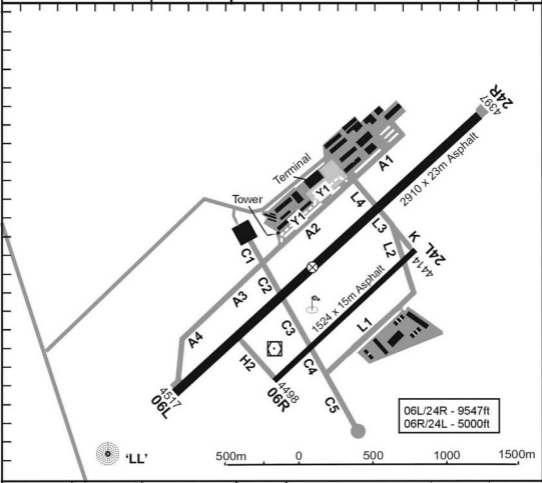 24R
4397
Terminal
A1
2910 x 23m Asphalt
Y1
Tower
L4
Y1
A2
L3
K
L2
24L
4414
C1
C2
A3
1524 x 15m Asphalt
C3
L1
A4
H2
C4
4517
06L
4498
06R
C5
06L/24R - 9547ft
06R/24L - 5000ft
'LL'
500m 0 500 1000 1500m